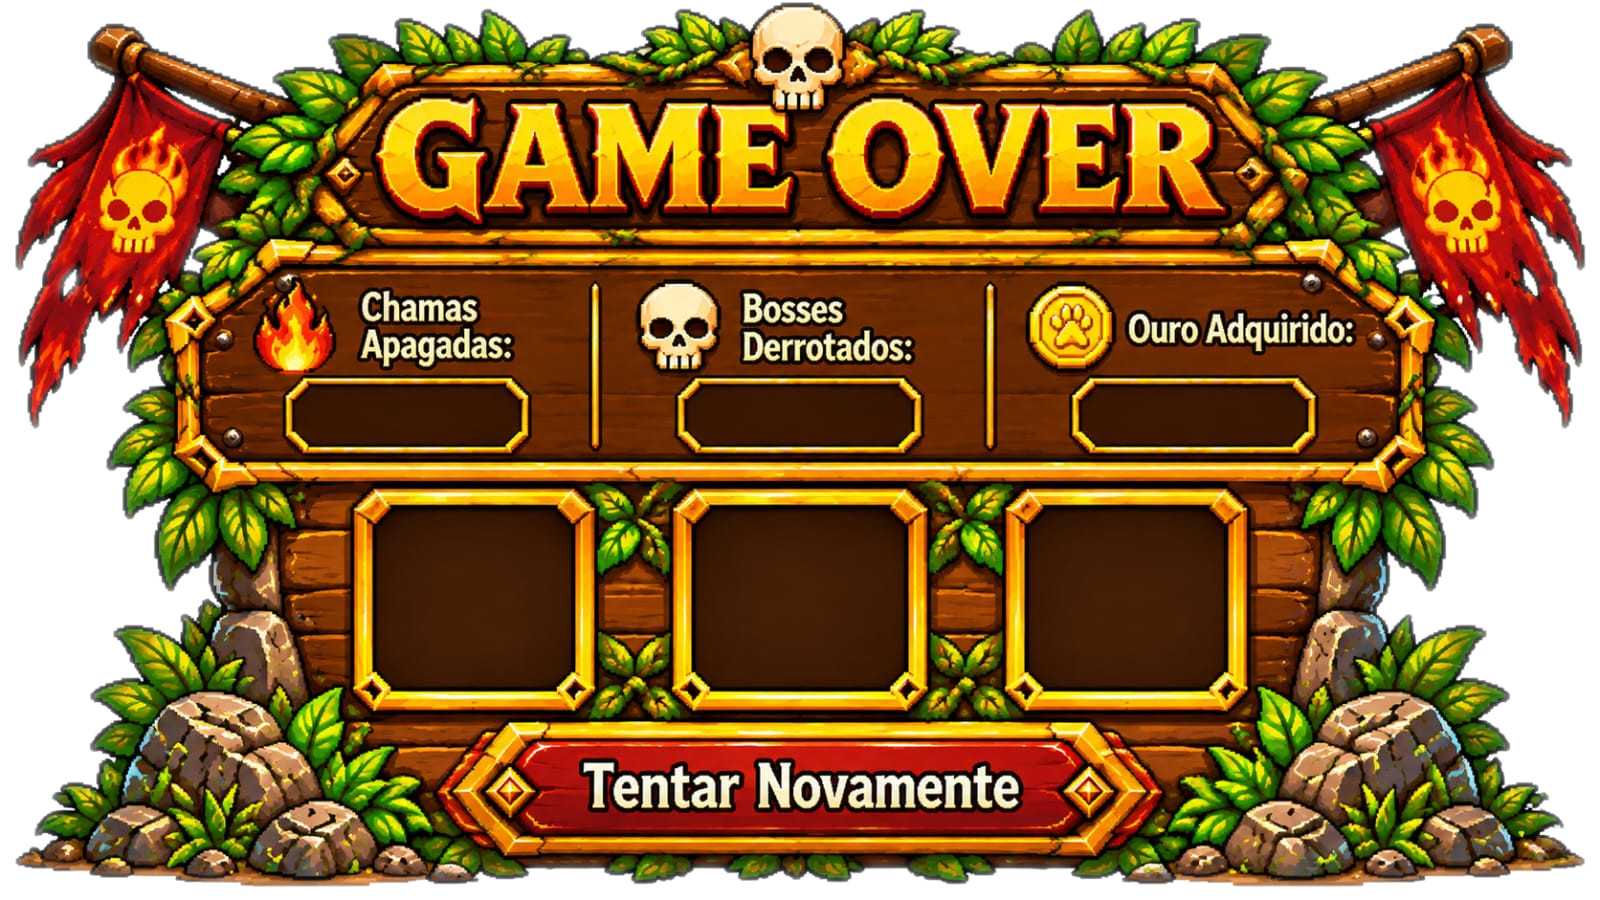 GAME OVER
Chamas
Apagadas:
Bosses
Derrotados:
Ouro Adquirido:
Tentar Novamente